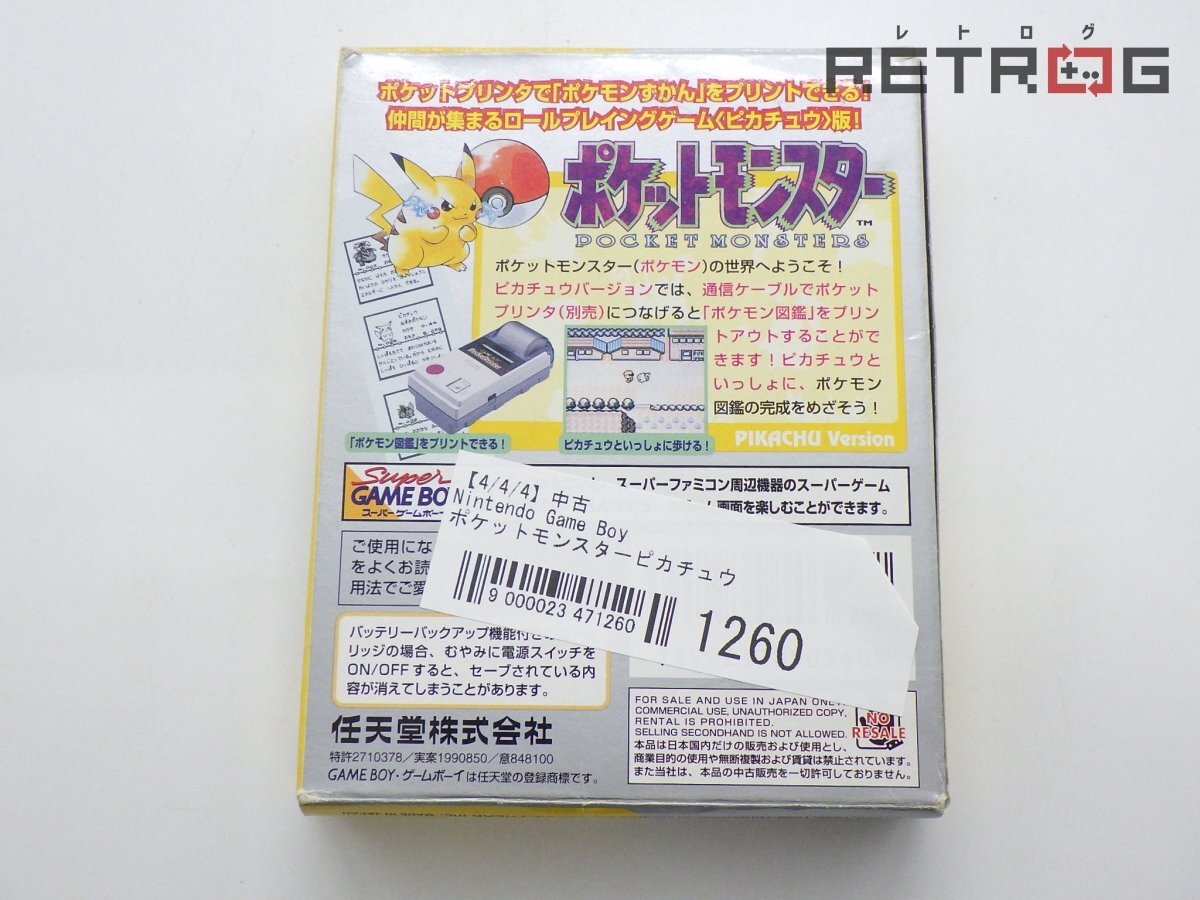 レトログ
RETROG
ポケットプリンタで「ポケモンずかん」をプリントできる!
仲間が集まるロールプレイングゲーム〈ピカチュウ〉版!
ポケットモンスター™
POCKET MONSTERS
ポケットモンスター(ポケモン)の世界へようこそ!
ピカチュウバージョンでは、通信ケーブルでポケット
プリンタ(別売)につなげると「ポケモン図鑑」をプリン
トアウトすることがで
きます!ピカチュウと
いっしょに、ポケモン
図鑑の完成をめざそう!
「ポケモン図鑑」をプリントできる!
ピカチュウといっしょに歩ける!
PIKACHU Version
Super
GAME BO
スーパーゲームボーイ
スーパーファミコン周辺機器のスーパーゲーム
画面を楽しむことができます。
【4/4/4】中古
Nintendo Game Boy
ポケットモンスターピカチュウ
9 000023 471260
1260
ご使用にな
をよくお読
用法でご愛
バッテリーバックアップ機能付き
リッジの場合、むやみに電源スイッチを
ON/OFFすると、セーブされている内
容が消えてしまうことがあります。
任天堂株式会社
特許2710378/実案1990850/意848100
GAME BOY・ゲームボーイは任天堂の登録商標です。
FOR SALE AND USE IN JAPAN ONLY
COMMERCIAL USE, UNAUTHORIZED COPY,
RENTAL IS PROHIBITED.
SELLING SECONDHAND IS NOT ALLOWED.
本品は日本国内だけの販売および使用とし、
商業目的の使用や無断複製および賃貸は禁止されています。
また当社は、本品の中古販売を一切許可しておりません。
NO
RESALE
MADE IN JAPAN